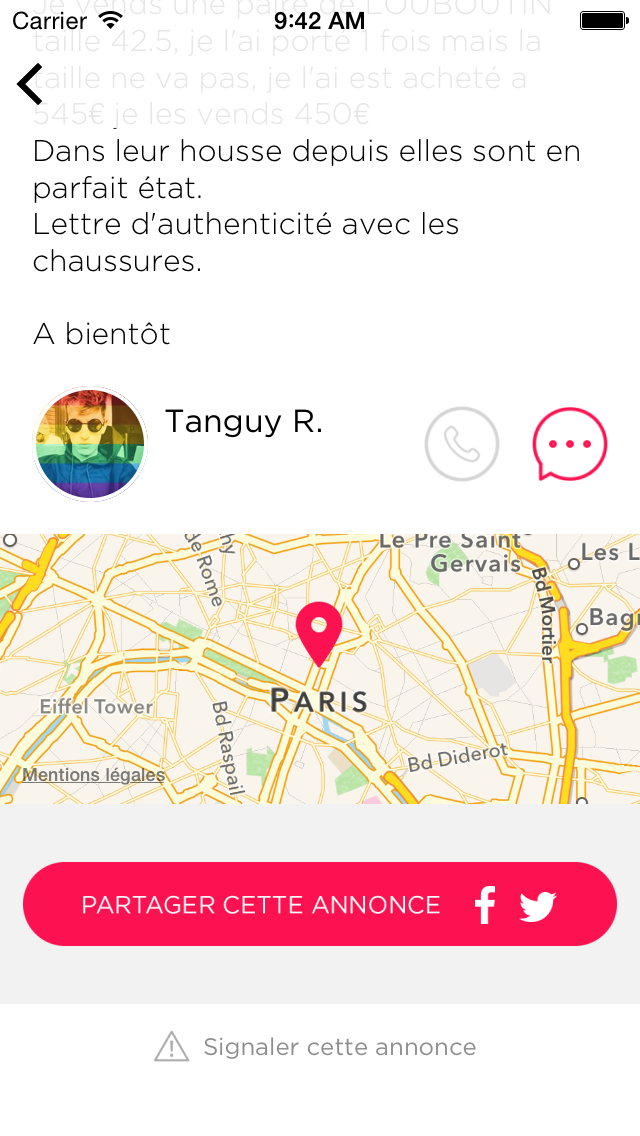 Je vends une paire de LOUBOUTIN
Carrier 9:42 AM
taille 42.5, je l'ai porté 1 fois mais la
taille ne va pas, je l'ai est acheté a
545€ je les vends 450€
Dans leur housse depuis elles sont en
parfait état.
Lettre d'authenticité avec les
chaussures.
A bientôt
Tanguy R.
Le Pre Saint
Gervais
Les L
de Rome
hy
Bd Mortier
Bag
Eiffel Tower
PARIS
Bd Raspail
Bd Diderot
Mentions légales
PARTAGER CETTE ANNONCE
Signaler cette annonce